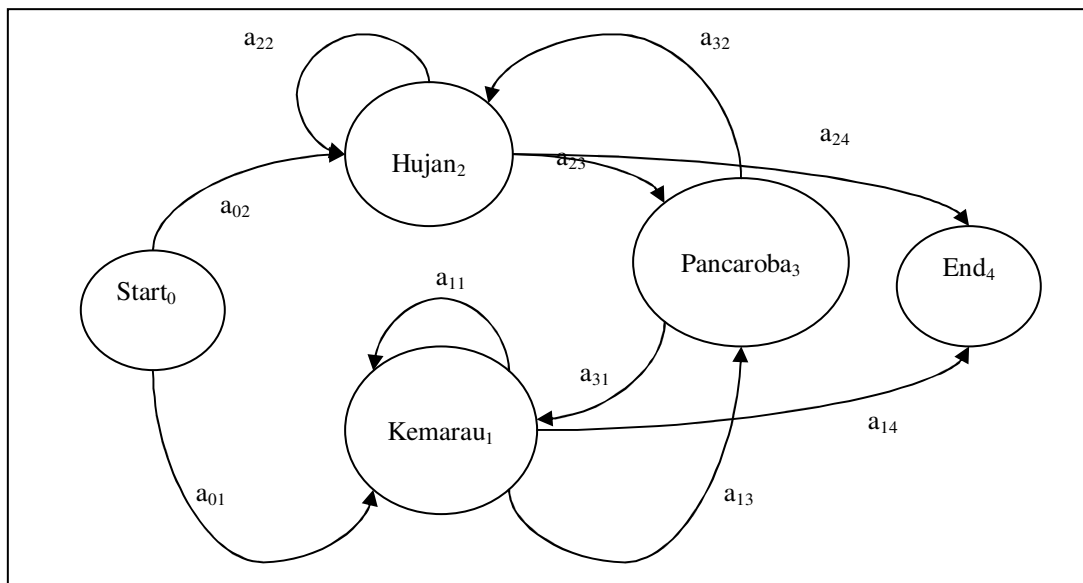 a₂₂
a₃₂
a₂₄
Hujan₂
a₂₃
a₀₂
Pancaroba₃
Start₀
End₄
a₁₁
a₃₁
Kemarau₁
a₁₄
a₀₁
a₁₃